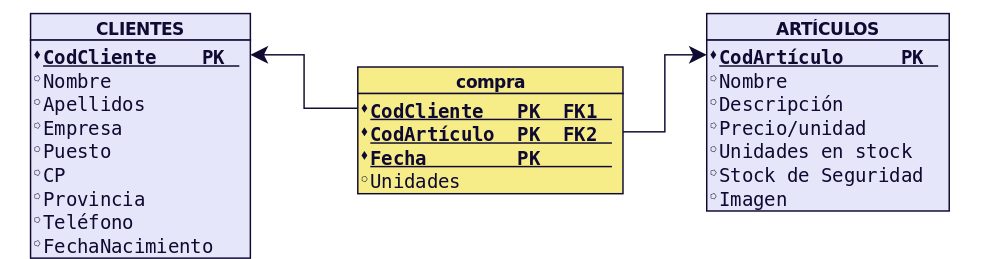 CLIENTES
CodCliente PK
Nombre
Apellidos
Empresa
Puesto
CP
Provincia
Teléfono
FechaNacimiento
compra
CodCliente PK FK1
CodArtículo PK FK2
Fecha PK
Unidades
ARTÍCULOS
CodArtículo PK
Nombre
Descripción
Precio/unidad
Unidades en stock
Stock de Seguridad
Imagen